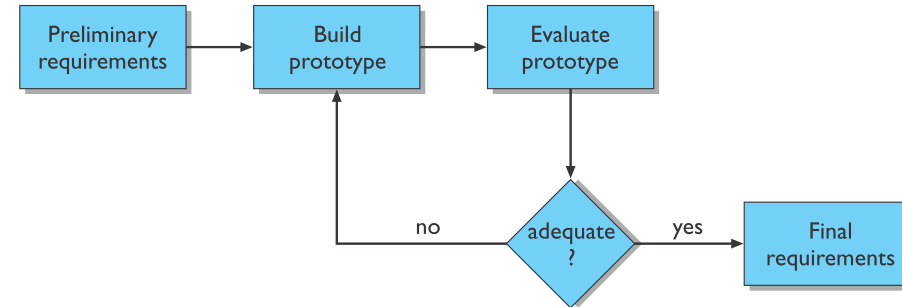 Preliminary
requirements
Build
prototype
Evaluate
prototype
no
adequate
?
yes
Final
requirements